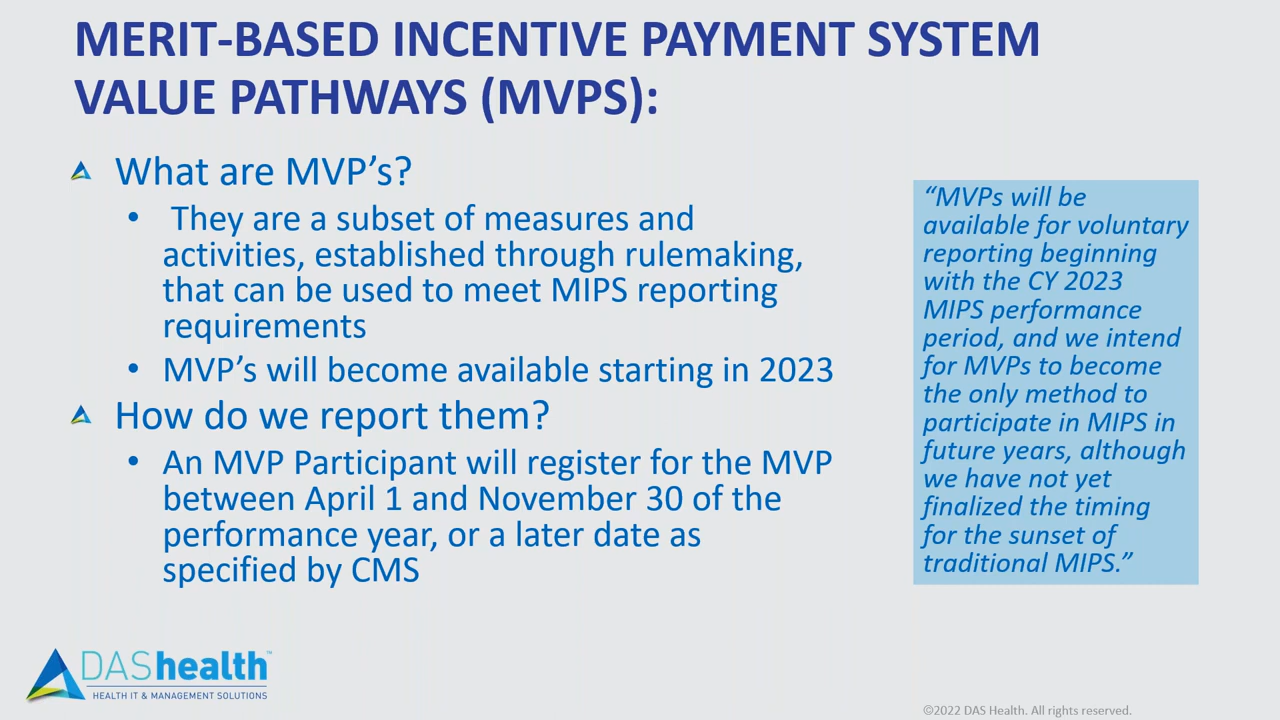 MERIT-BASED INCENTIVE PAYMENT SYSTEM
VALUE PATHWAYS (MVPS):
What are MVP's?
• They are a subset of measures and
activities, established through rulemaking,
that can be used to meet MIPS reporting
requirements
• MVP's will become available starting in 2023
How do we report them?
• An MVP Participant will register for the MVP
between April 1 and November 30 of the
performance year, or a later date as
specified by CMS
“MVPs will be
available for voluntary
reporting beginning
with the CY 2023
MIPS performance
period, and we intend
for MVPs to become
the only method to
participate in MIPS in
future years, although
we have not yet
finalized the timing
for the sunset of
traditional MIPS.”
DAShealth™
HEALTH IT & MANAGEMENT SOLUTIONS
©2022 DAS Health. All rights reserved.